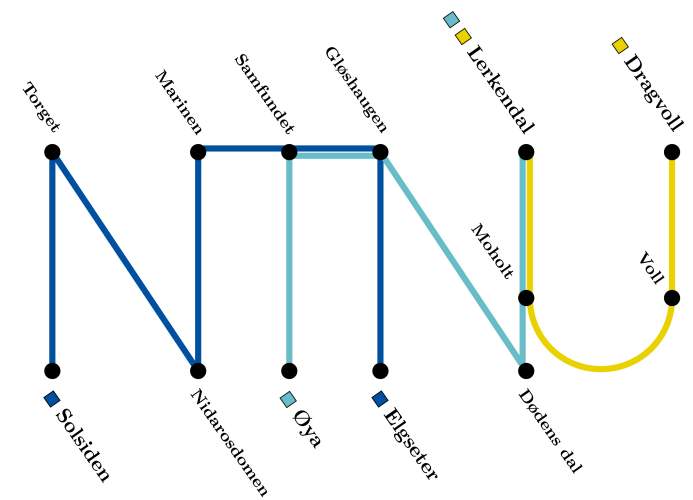 Torget
Marinen
Samfundet
Gløshaugen
Lerkendal
Dragvoll
Moholt
Voll
Solsiden
Nidarosdomen
Øya
Elgseter
Dødens dal